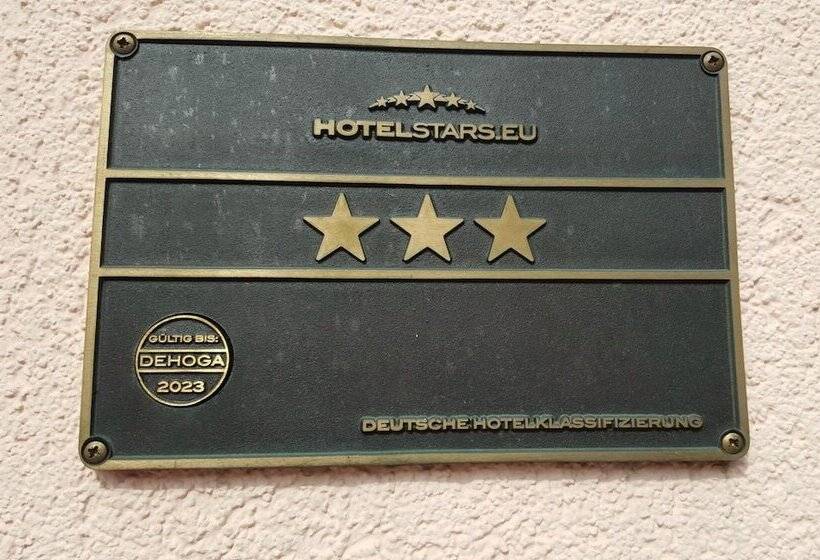 HOTELSTARS.EU
GÜLTIG BIS:
DEHOGA
2023
DEUTSCHE HOTELKLASSIFIZIERUNG